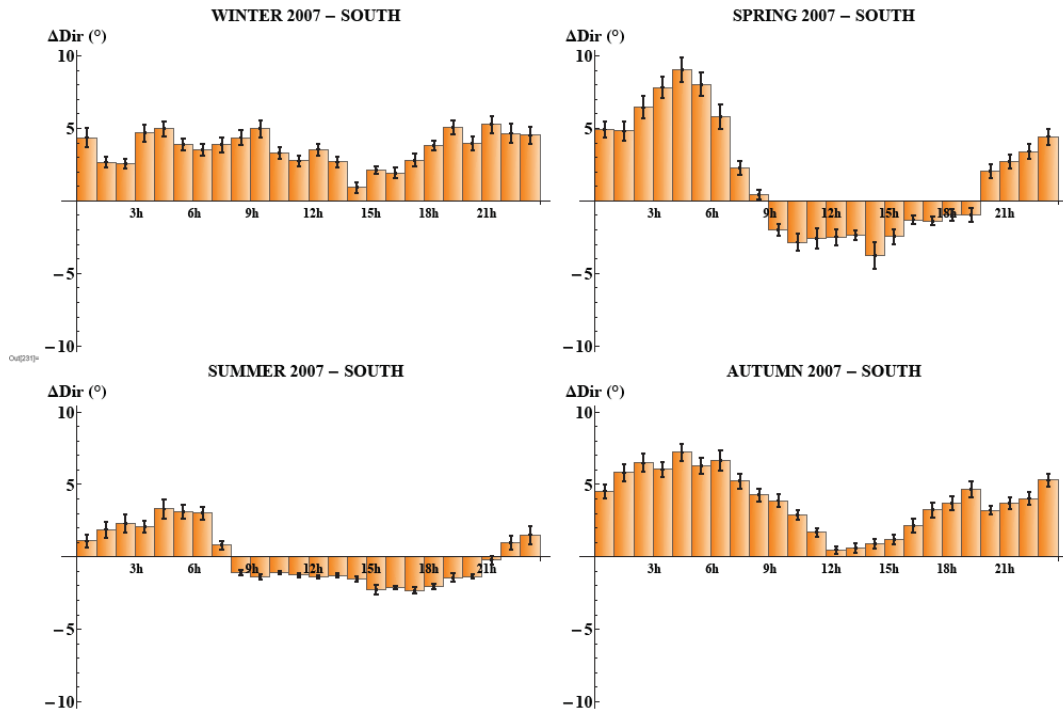 WINTER 2007 – SOUTH
ΔDir (°)
10
5
−5
−10
3h 6h 9h 12h 15h 18h 21h
SPRING 2007 – SOUTH
ΔDir (°)
10
5
−5
−10
3h 6h 9h 12h 15h 18h 21h
Out[231]=
SUMMER 2007 – SOUTH
ΔDir (°)
10
5
−5
−10
3h 6h 9h 12h 15h 18h 21h
AUTUMN 2007 – SOUTH
ΔDir (°)
10
5
−5
−10
3h 6h 9h 12h 15h 18h 21h